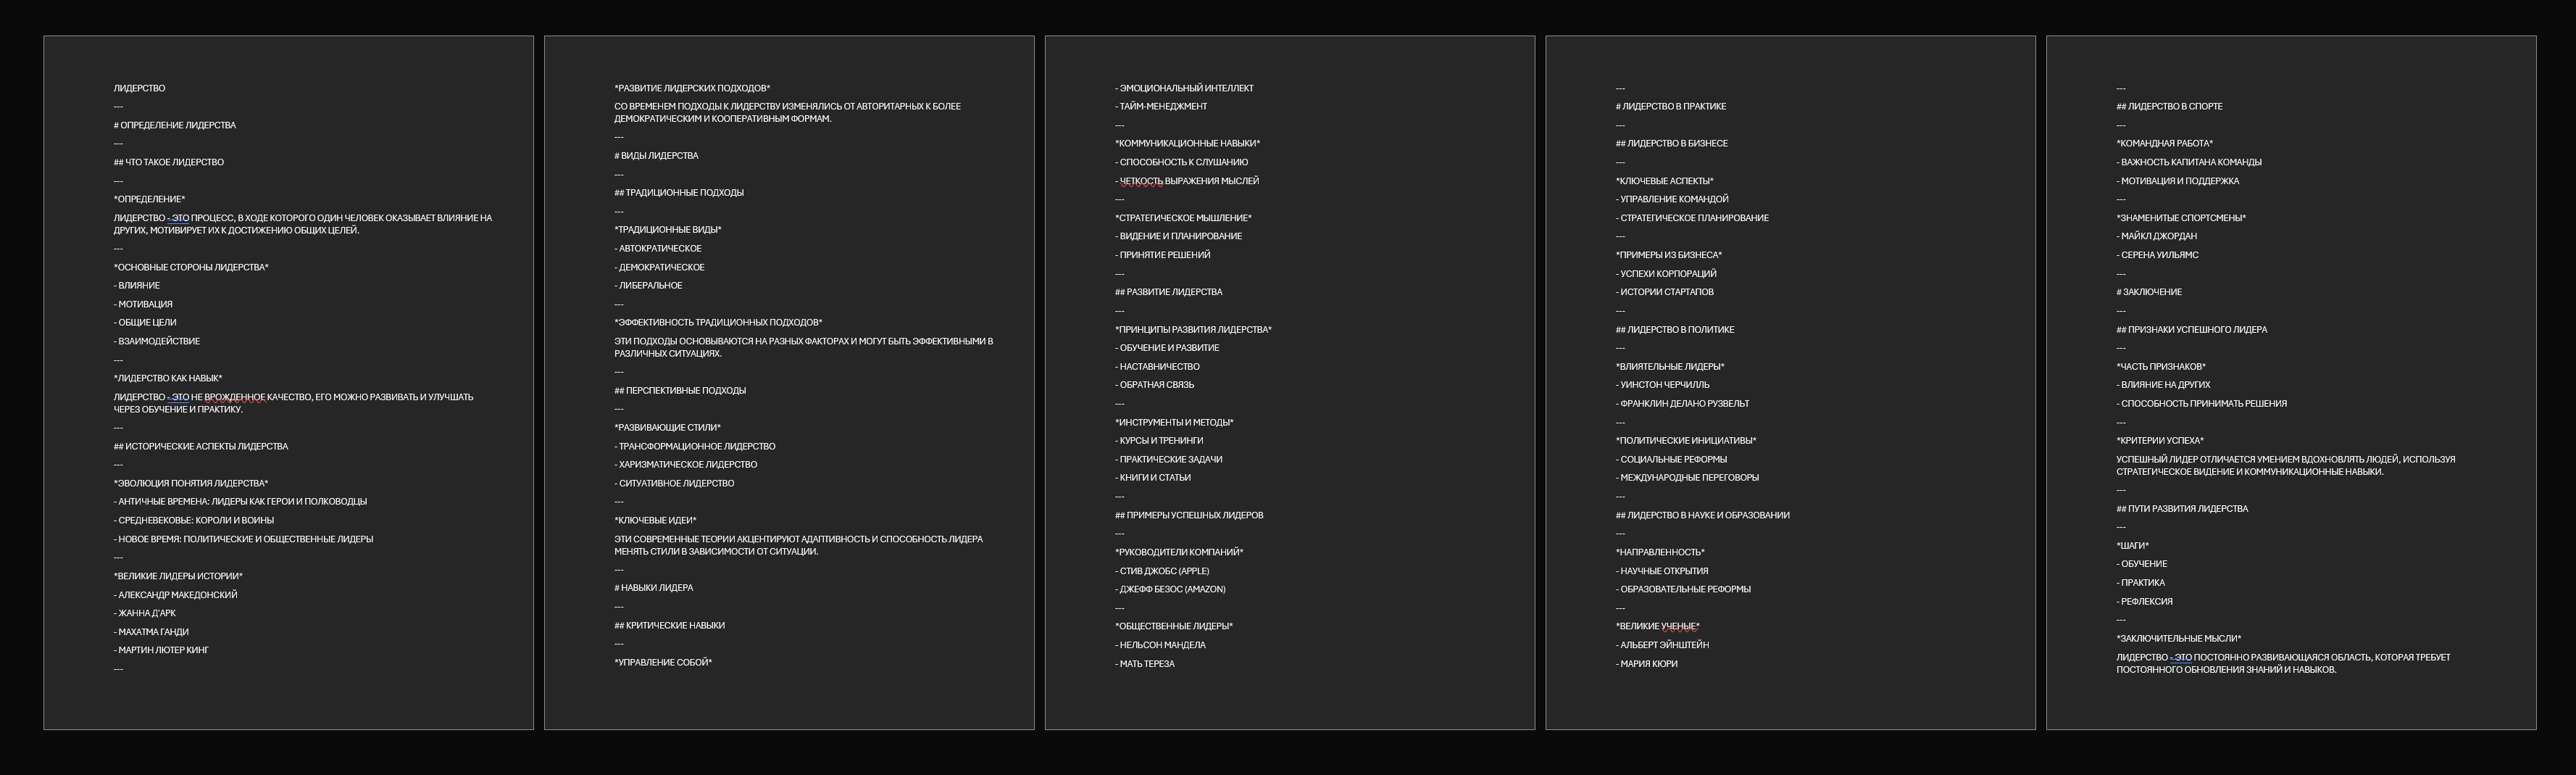 ЛИДЕРСТВО
---
# ОПРЕДЕЛЕНИЕ ЛИДЕРСТВА
---
## ЧТО ТАКОЕ ЛИДЕРСТВО
---
*ОПРЕДЕЛЕНИЕ*
ЛИДЕРСТВО - ЭТО ПРОЦЕСС, В ХОДЕ КОТОРОГО ОДИН ЧЕЛОВЕК ОКАЗЫВАЕТ ВЛИЯНИЕ НА
ДРУГИХ, МОТИВИРУЕТ ИХ К ДОСТИЖЕНИЮ ОБЩИХ ЦЕЛЕЙ.
---
*ОСНОВНЫЕ СТОРОНЫ ЛИДЕРСТВА*
- ВЛИЯНИЕ
- МОТИВАЦИЯ
- ОБЩИЕ ЦЕЛИ
- ВЗАИМОДЕЙСТВИЕ
---
*ЛИДЕРСТВО КАК НАВЫК*
ЛИДЕРСТВО - ЭТО НЕ ВРОЖДЕННОЕ КАЧЕСТВО, ЕГО МОЖНО РАЗВИВАТЬ И УЛУЧШАТЬ
ЧЕРЕЗ ОБУЧЕНИЕ И ПРАКТИКУ.
---
## ИСТОРИЧЕСКИЕ АСПЕКТЫ ЛИДЕРСТВА
---
*ЭВОЛЮЦИЯ ПОНЯТИЯ ЛИДЕРСТВА*
- АНТИЧНЫЕ ВРЕМЕНА: ЛИДЕРЫ КАК ГЕРОИ И ПОЛКОВОДЦЫ
- СРЕДНЕВЕКОВЬЕ: КОРОЛИ И ВОИНЫ
- НОВОЕ ВРЕМЯ: ПОЛИТИЧЕСКИЕ И ОБЩЕСТВЕННЫЕ ЛИДЕРЫ
---
*ВЕЛИКИЕ ЛИДЕРЫ ИСТОРИИ*
- АЛЕКСАНДР МАКЕДОНСКИЙ
- ЖАННА Д'АРК
- МАХАТМА ГАНДИ
- МАРТИН ЛЮТЕР КИНГ
---
*РАЗВИТИЕ ЛИДЕРСКИХ ПОДХОДОВ*
СО ВРЕМЕНЕМ ПОДХОДЫ К ЛИДЕРСТВУ ИЗМЕНЯЛИСЬ ОТ АВТОРИТАРНЫХ К БОЛЕЕ
ДЕМОКРАТИЧЕСКИМ И КООПЕРАТИВНЫМ ФОРМАМ.
---
# ВИДЫ ЛИДЕРСТВА
---
## ТРАДИЦИОННЫЕ ПОДХОДЫ
---
*ТРАДИЦИОННЫЕ ВИДЫ*
- АВТОКРАТИЧЕСКОЕ
- ДЕМОКРАТИЧЕСКОЕ
- ЛИБЕРАЛЬНОЕ
---
*ЭФФЕКТИВНОСТЬ ТРАДИЦИОННЫХ ПОДХОДОВ*
ЭТИ ПОДХОДЫ ОСНОВЫВАЮТСЯ НА РАЗНЫХ ФАКТОРАХ И МОГУТ БЫТЬ ЭФФЕКТИВНЫМИ В
РАЗЛИЧНЫХ СИТУАЦИЯХ.
---
## ПЕРСПЕКТИВНЫЕ ПОДХОДЫ
---
*РАЗВИВАЮЩИЕ СТИЛИ*
- ТРАНСФОРМАЦИОННОЕ ЛИДЕРСТВО
- ХАРИЗМАТИЧЕСКОЕ ЛИДЕРСТВО
- СИТУАТИВНОЕ ЛИДЕРСТВО
---
*КЛЮЧЕВЫЕ ИДЕИ*
ЭТИ СОВРЕМЕННЫЕ ТЕОРИИ АКЦЕНТИРУЮТ АДАПТИВНОСТЬ И СПОСОБНОСТЬ ЛИДЕРА
МЕНЯТЬ СТИЛИ В ЗАВИСИМОСТИ ОТ СИТУАЦИИ.
---
# НАВЫКИ ЛИДЕРА
---
## КРИТИЧЕСКИЕ НАВЫКИ
---
*УПРАВЛЕНИЕ СОБОЙ*
- ЭМОЦИОНАЛЬНЫЙ ИНТЕЛЛЕКТ
- ТАЙМ-МЕНЕДЖМЕНТ
---
*КОММУНИКАЦИОННЫЕ НАВЫКИ*
- СПОСОБНОСТЬ К СЛУШАНИЮ
- ЧЕТКОСТЬ ВЫРАЖЕНИЯ МЫСЛЕЙ
---
*СТРАТЕГИЧЕСКОЕ МЫШЛЕНИЕ*
- ВИДЕНИЕ И ПЛАНИРОВАНИЕ
- ПРИНЯТИЕ РЕШЕНИЙ
---
## РАЗВИТИЕ ЛИДЕРСТВА
---
*ПРИНЦИПЫ РАЗВИТИЯ ЛИДЕРСТВА*
- ОБУЧЕНИЕ И РАЗВИТИЕ
- НАСТАВНИЧЕСТВО
- ОБРАТНАЯ СВЯЗЬ
---
*ИНСТРУМЕНТЫ И МЕТОДЫ*
- КУРСЫ И ТРЕНИНГИ
- ПРАКТИЧЕСКИЕ ЗАДАЧИ
- КНИГИ И СТАТЬИ
---
## ПРИМЕРЫ УСПЕШНЫХ ЛИДЕРОВ
---
*РУКОВОДИТЕЛИ КОМПАНИЙ*
- СТИВ ДЖОБС (APPLE)
- ДЖЕФФ БЕЗОС (AMAZON)
---
*ОБЩЕСТВЕННЫЕ ЛИДЕРЫ*
- НЕЛЬСОН МАНДЕЛА
- МАТЬ ТЕРЕЗА
---
# ЛИДЕРСТВО В ПРАКТИКЕ
---
## ЛИДЕРСТВО В БИЗНЕСЕ
---
*КЛЮЧЕВЫЕ АСПЕКТЫ*
- УПРАВЛЕНИЕ КОМАНДОЙ
- СТРАТЕГИЧЕСКОЕ ПЛАНИРОВАНИЕ
---
*ПРИМЕРЫ ИЗ БИЗНЕСА*
- УСПЕХИ КОРПОРАЦИЙ
- ИСТОРИИ СТАРТАПОВ
---
## ЛИДЕРСТВО В ПОЛИТИКЕ
---
*ВЛИЯТЕЛЬНЫЕ ЛИДЕРЫ*
- УИНСТОН ЧЕРЧИЛЛЬ
- ФРАНКЛИН ДЕЛАНО РУЗВЕЛЬТ
---
*ПОЛИТИЧЕСКИЕ ИНИЦИАТИВЫ*
- СОЦИАЛЬНЫЕ РЕФОРМЫ
- МЕЖДУНАРОДНЫЕ ПЕРЕГОВОРЫ
---
## ЛИДЕРСТВО В НАУКЕ И ОБРАЗОВАНИИ
---
*НАПРАВЛЕННОСТЬ*
- НАУЧНЫЕ ОТКРЫТИЯ
- ОБРАЗОВАТЕЛЬНЫЕ РЕФОРМЫ
---
*ВЕЛИКИЕ УЧЕНЫЕ*
- АЛЬБЕРТ ЭЙНШТЕЙН
- МАРИЯ КЮРИ
---
## ЛИДЕРСТВО В СПОРТЕ
---
*КОМАНДНАЯ РАБОТА*
- ВАЖНОСТЬ КАПИТАНА КОМАНДЫ
- МОТИВАЦИЯ И ПОДДЕРЖКА
---
*ЗНАМЕНИТЫЕ СПОРТСМЕНЫ*
- МАЙКЛ ДЖОРДАН
- СЕРЕНА УИЛЬЯМС
---
# ЗАКЛЮЧЕНИЕ
---
## ПРИЗНАКИ УСПЕШНОГО ЛИДЕРА
---
*ЧАСТЬ ПРИЗНАКОВ*
- ВЛИЯНИЕ НА ДРУГИХ
- СПОСОБНОСТЬ ПРИНИМАТЬ РЕШЕНИЯ
---
*КРИТЕРИИ УСПЕХА*
УСПЕШНЫЙ ЛИДЕР ОТЛИЧАЕТСЯ УМЕНИЕМ ВДОХНОВЛЯТЬ ЛЮДЕЙ, ИСПОЛЬЗУЯ
СТРАТЕГИЧЕСКОЕ ВИДЕНИЕ И КОММУНИКАЦИОННЫЕ НАВЫКИ.
---
## ПУТИ РАЗВИТИЯ ЛИДЕРСТВА
---
*ШАГИ*
- ОБУЧЕНИЕ
- ПРАКТИКА
- РЕФЛЕКСИЯ
---
*ЗАКЛЮЧИТЕЛЬНЫЕ МЫСЛИ*
ЛИДЕРСТВО - ЭТО ПОСТОЯННО РАЗВИВАЮЩАЯСЯ ОБЛАСТЬ, КОТОРАЯ ТРЕБУЕТ
ПОСТОЯННОГО ОБНОВЛЕНИЯ ЗНАНИЙ И НАВЫКОВ.